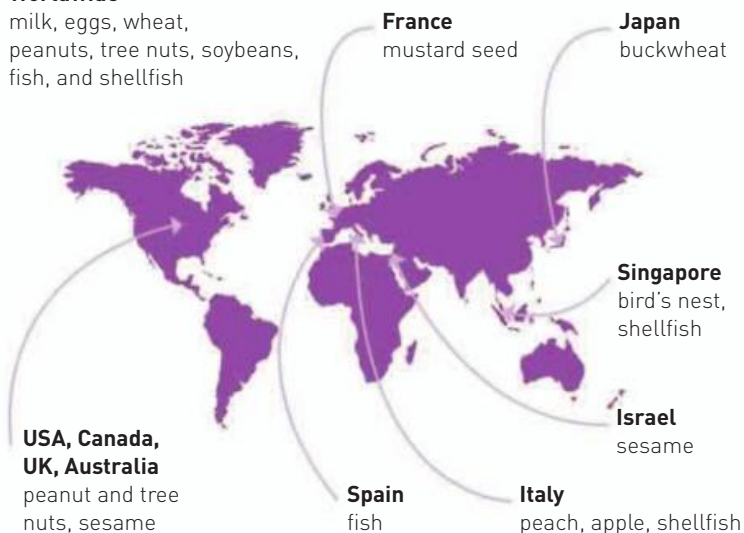 milk, eggs, wheat,
peanuts, tree nuts, soybeans,
fish, and shellfish
France
mustard seed
Japan
buckwheat
Singapore
bird's nest,
shellfish
Israel
sesame
USA, Canada,
UK, Australia
peanut and tree
nuts, sesame
Spain
fish
Italy
peach, apple, shellfish